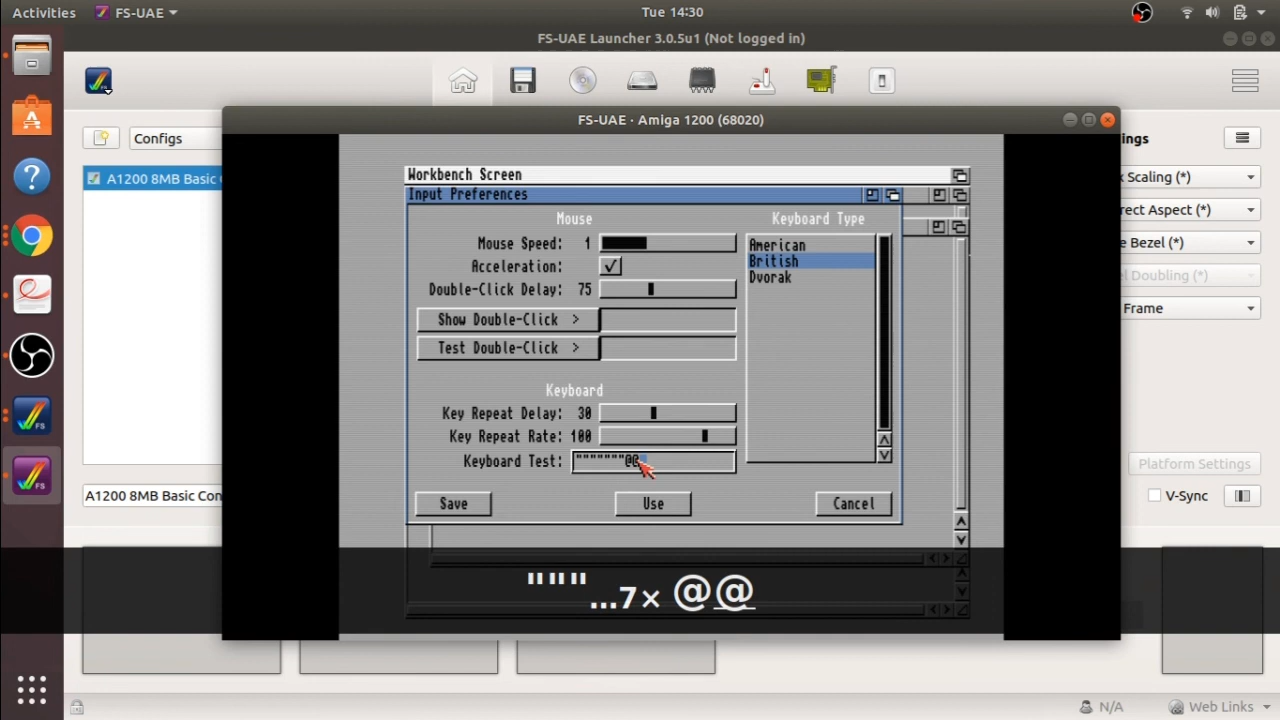 Activities FS-UAE Tue 14:30
FS-UAE Launcher 3.0.5u1 (Not logged in)
FS-UAE · Amiga 1200 (68020)
Configs
ings
A1200 8MB Basic C
k Scaling (*)
rect Aspect (*)
e Bezel (*)
el Doubling (*)
Frame
Workbench Screen
Input Preferences
Mouse Keyboard Type
Mouse Speed: 1
Acceleration:
Double-Click Delay: 75
Show Double-Click >
Test Double-Click >
American
British
Dvorak
Keyboard
Key Repeat Delay: 30
Key Repeat Rate: 100
Keyboard Test: """""""@@
Save Use Cancel
Platform Settings
A1200 8MB Basic Con
V-Sync
"""...7× @@
N/A Web Links